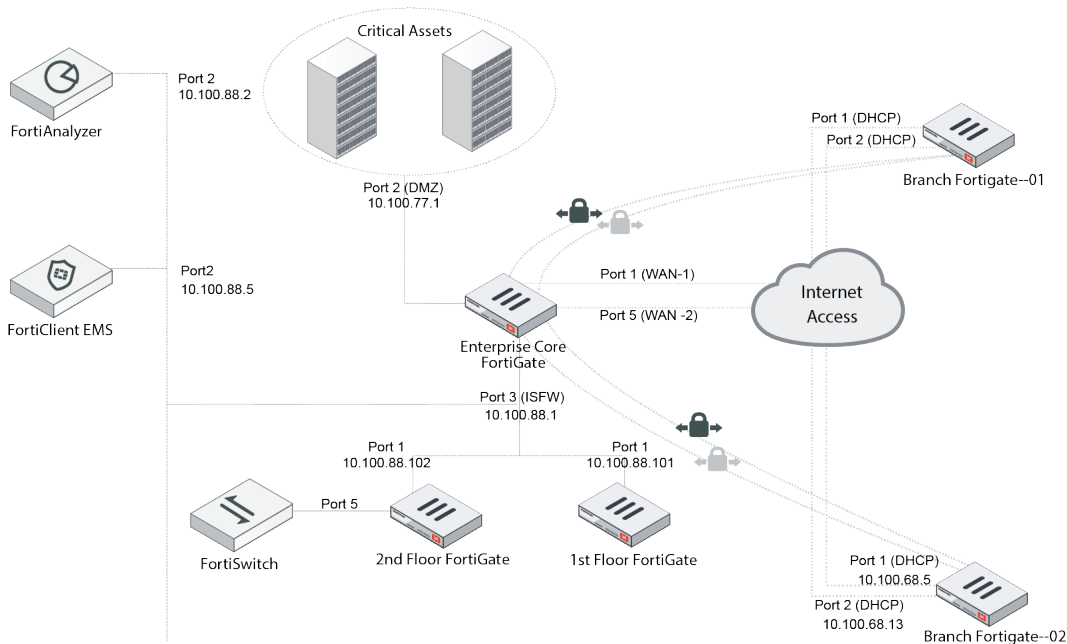 Critical Assets
Port 2
10.100.88.2
FortiAnalyzer
Port 1 (DHCP)
Port 2 (DHCP)
Branch Fortigate--01
Port 2 (DMZ)
10.100.77.1
Port2
10.100.88.5
FortiClient EMS
Port 1 (WAN-1)
Port 5 (WAN -2)
Internet
Access
Enterprise Core
FortiGate
Port 3 (ISFW)
10.100.88.1
Port 1
10.100.88.102
Port 1
10.100.88.101
Port 5
FortiSwitch
2nd Floor FortiGate
1st Floor FortiGate
Port 1 (DHCP)
10.100.68.5
Port 2 (DHCP)
10.100.68.13
Branch Fortigate--02